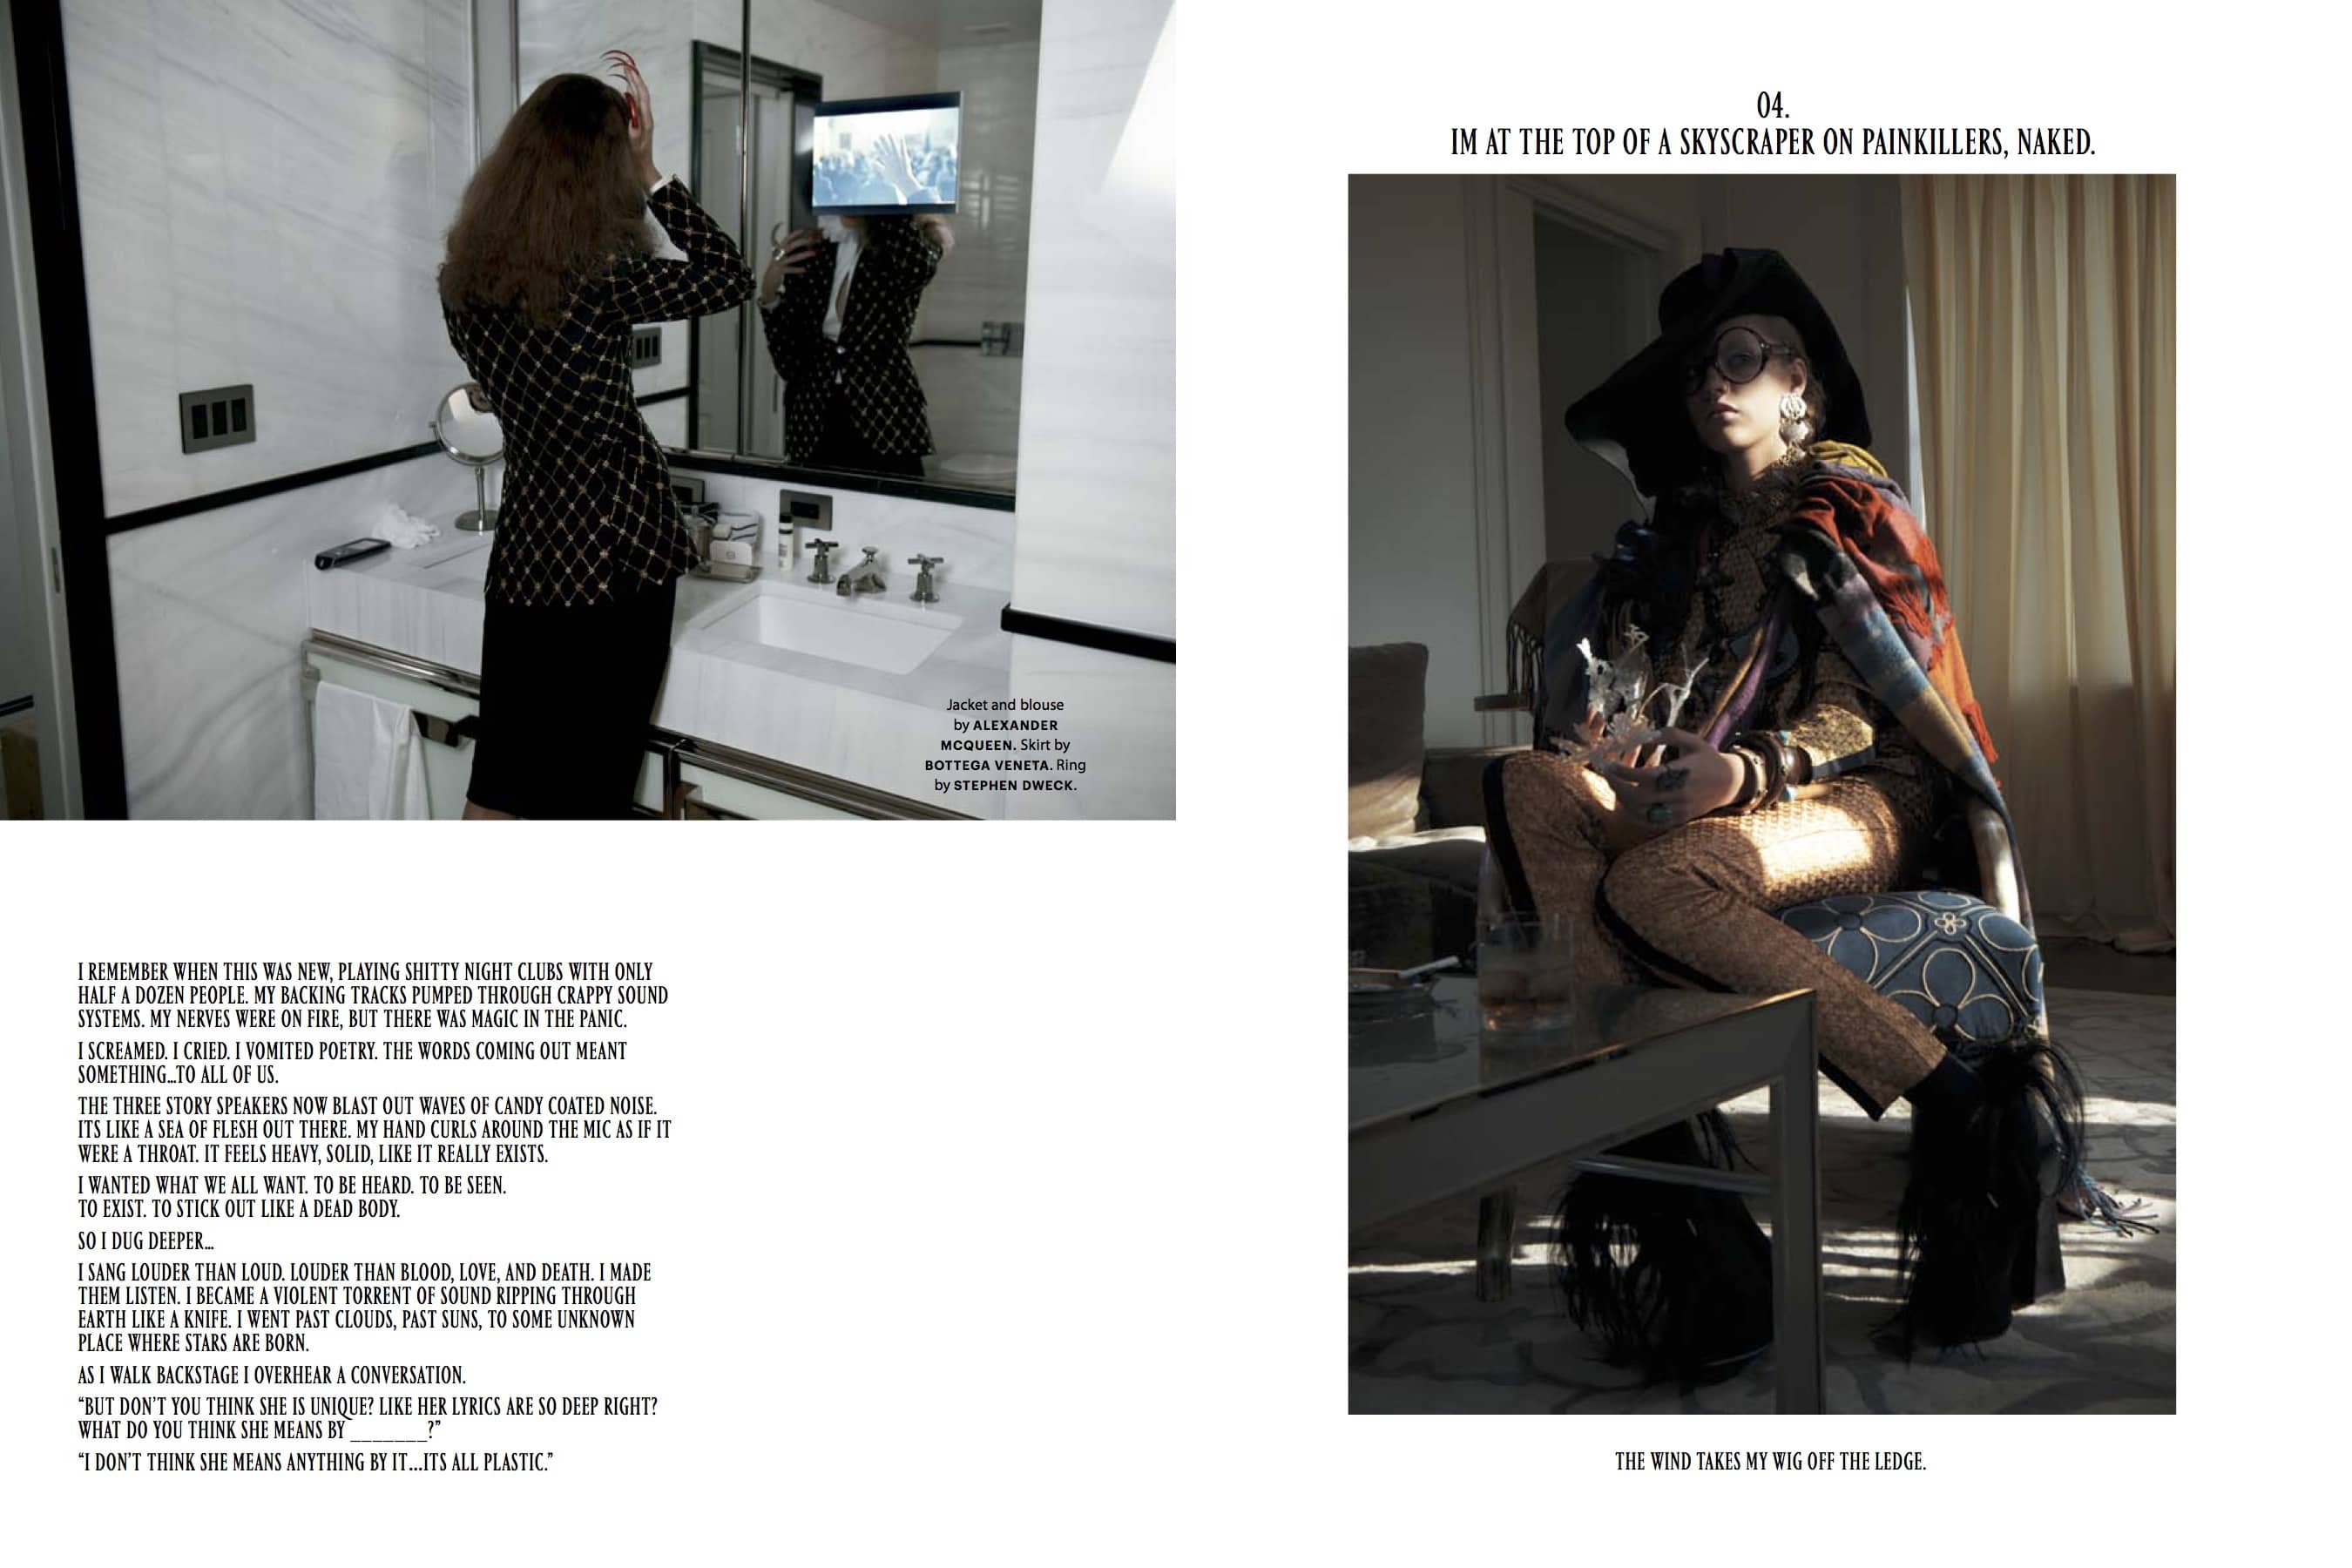 Jacket and blouse
by ALEXANDER
MCQUEEN. Skirt by
BOTTEGA VENETA. Ring
by STEPHEN DWECK.
I REMEMBER WHEN THIS WAS NEW, PLAYING SHITTY NIGHT CLUBS WITH ONLY
HALF A DOZEN PEOPLE. MY BACKING TRACKS PUMPED THROUGH CRAPPY SOUND
SYSTEMS. MY NERVES WERE ON FIRE, BUT THERE WAS MAGIC IN THE PANIC.
I SCREAMED. I CRIED. I VOMITED POETRY. THE WORDS COMING OUT MEANT
SOMETHING...TO ALL OF US.
THE THREE STORY SPEAKERS NOW BLAST OUT WAVES OF CANDY COATED NOISE.
ITS LIKE A SEA OF FLESH OUT THERE. MY HAND CURLS AROUND THE MIC AS IF IT
WERE A THROAT. IT FEELS HEAVY, SOLID, LIKE IT REALLY EXISTS.
I WANTED WHAT WE ALL WANT. TO BE HEARD. TO BE SEEN.
TO EXIST. TO STICK OUT LIKE A DEAD BODY.
SO I DUG DEEPER...
I SANG LOUDER THAN LOUD. LOUDER THAN BLOOD, LOVE, AND DEATH. I MADE
THEM LISTEN. I BECAME A VIOLENT TORRENT OF SOUND RIPPING THROUGH
EARTH LIKE A KNIFE. I WENT PAST CLOUDS, PAST SUNS, TO SOME UNKNOWN
PLACE WHERE STARS ARE BORN.
AS I WALK BACKSTAGE I OVERHEAR A CONVERSATION.
“BUT DON’T YOU THINK SHE IS UNIQUE? LIKE HER LYRICS ARE SO DEEP RIGHT?
WHAT DO YOU THINK SHE MEANS BY _______?”
“I DON’T THINK SHE MEANS ANYTHING BY IT...ITS ALL PLASTIC.”
04.
IM AT THE TOP OF A SKYSCRAPER ON PAINKILLERS, NAKED.
THE WIND TAKES MY WIG OFF THE LEDGE.